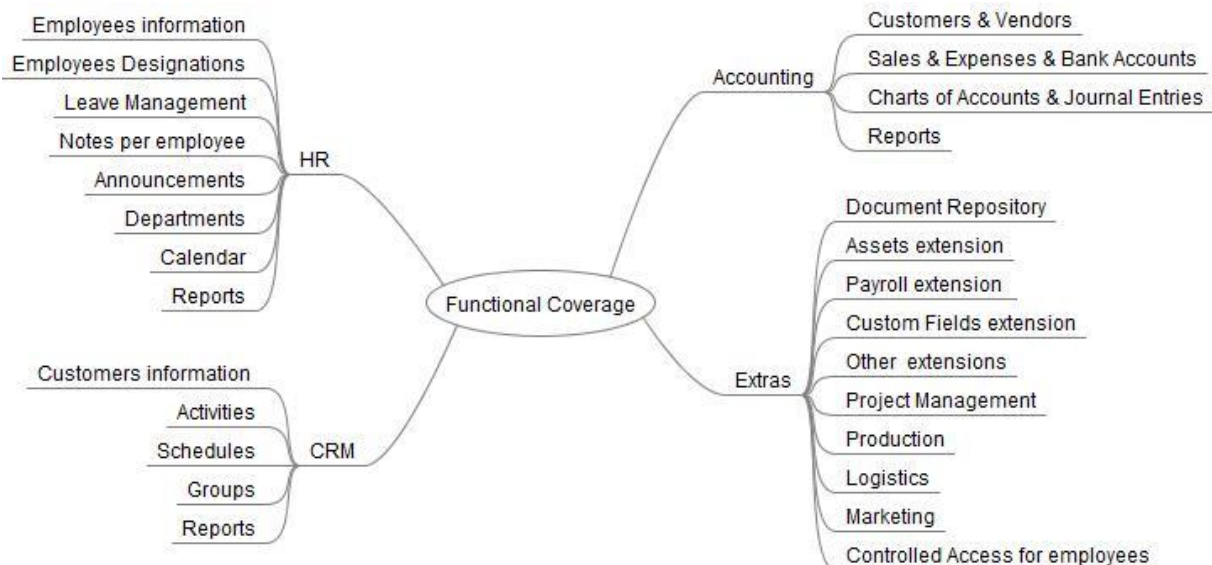 Employees information
Employees Designations
Leave Management
Notes per employee
Announcements
Departments
Calendar
Reports
HR
Customers information
Activities
Schedules
Groups
Reports
CRM
Functional Coverage
Accounting
Customers & Vendors
Sales & Expenses & Bank Accounts
Charts of Accounts & Journal Entries
Reports
Extras
Document Repository
Assets extension
Payroll extension
Custom Fields extension
Other extensions
Project Management
Production
Logistics
Marketing
Controlled Access for employees